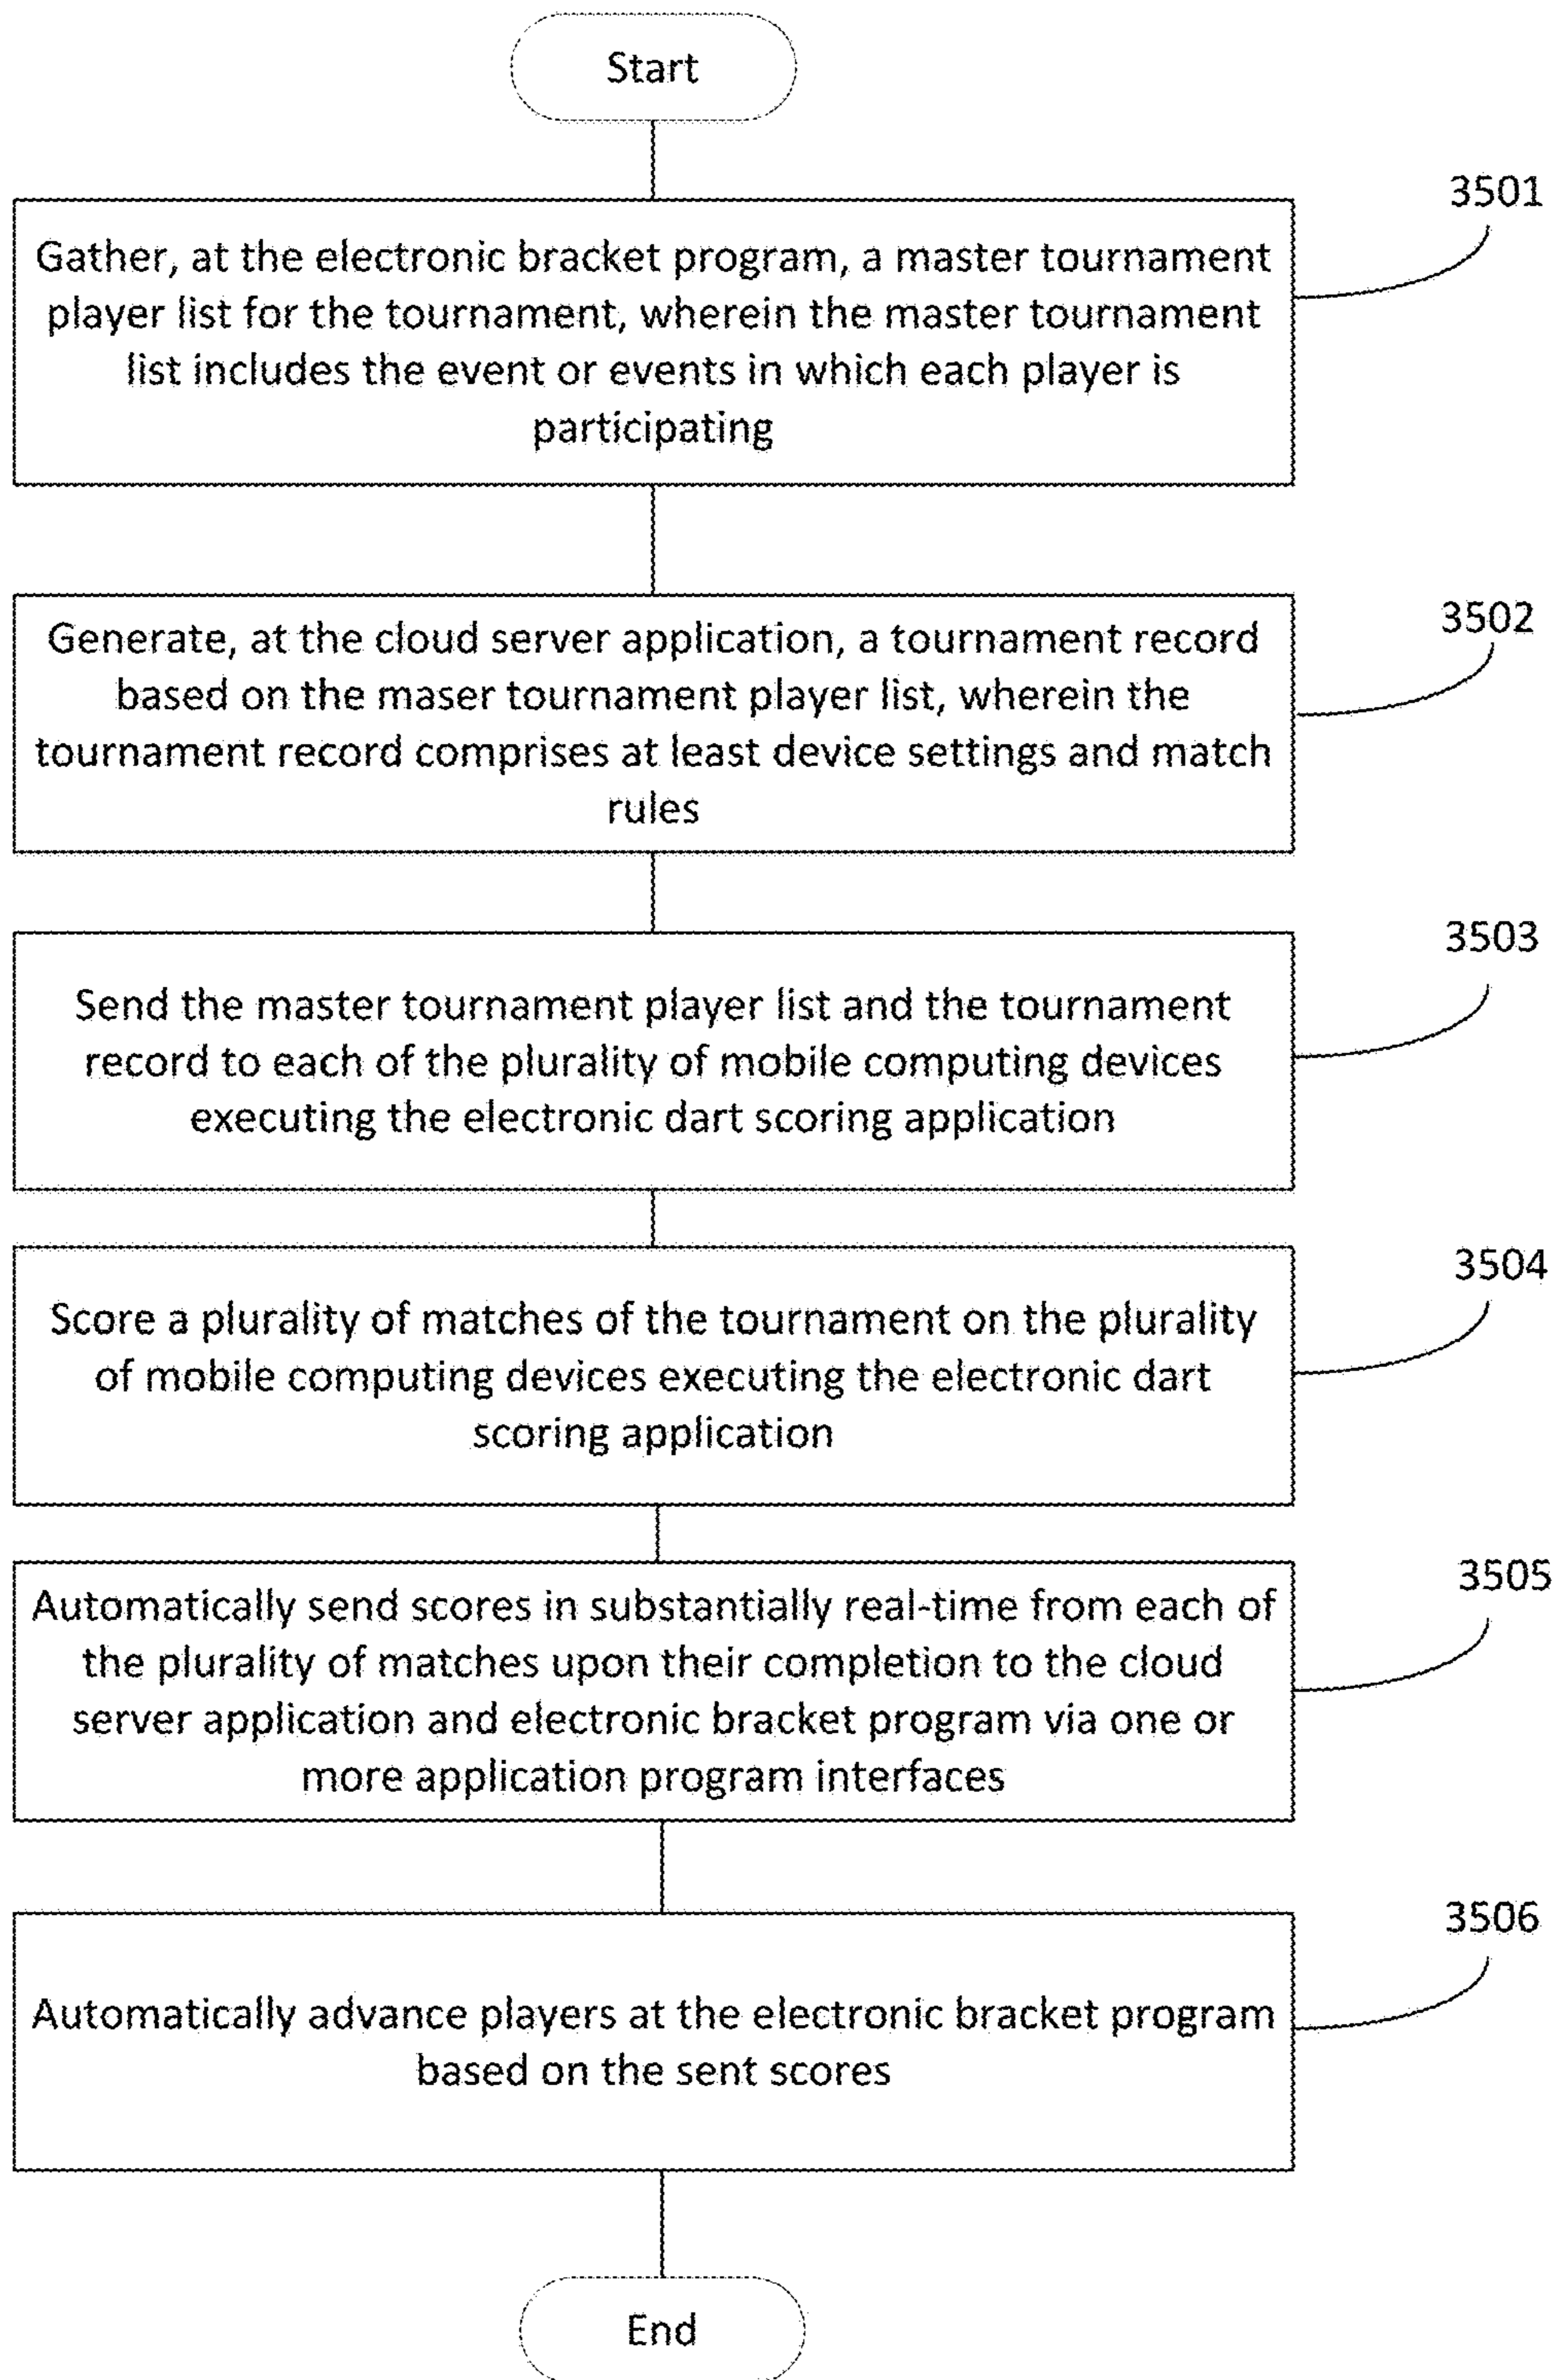 Start
3501
Gather, at the electronic bracket program, a master tournament
player list for the tournament, wherein the master tournament
list includes the event or events in which each player is
participating
3502
Generate, at the cloud server application, a tournament record
based on the maser tournament player list, wherein the
tournament record comprises at least device settings and match
rules
3503
Send the master tournament player list and the tournament
record to each of the plurality of mobile computing devices
executing the electronic dart scoring application
3504
Score a plurality of matches of the tournament on the plurality
of mobile computing devices executing the electronic dart
scoring application
3505
Automatically send scores in substantially real-time from each of
the plurality of matches upon their completion to the cloud
server application and electronic bracket program via one or
more application program interfaces
3506
Automatically advance players at the electronic bracket program
based on the sent scores
End